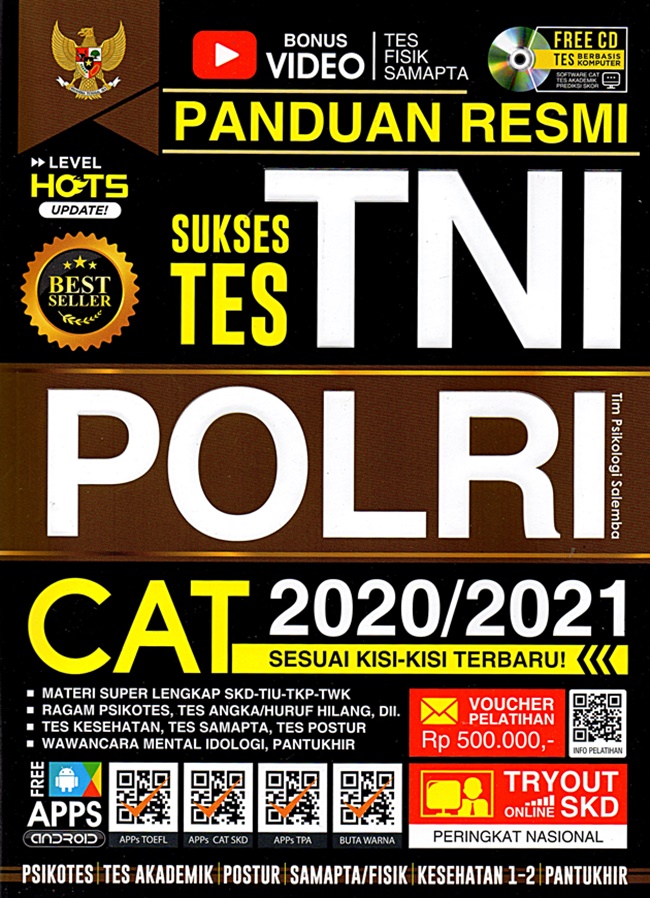 BONUS
VIDEO
TES
FISIK
SAMAPTA
FREE CD
TES BERBASIS
KOMPUTER
SOFTWARE CAT
TES AKADEMIK
PREDIKSI SKOR
PANDUAN RESMI
LEVEL
HOTS
UPDATE!
BEST
SELLER
SUKSES
TES
TNI
POLRI
Tim Psikologi Salemba
CAT
2020/2021
SESUAI KISI-KISI TERBARU!
MATERI SUPER LENGKAP SKD-TIU-TKP-TWK
RAGAM PSIKOTES, TES ANGKA/HURUF HILANG, Dll.
TES KESEHATAN, TES SAMAPTA, TES POSTUR
WAWANCARA MENTAL IDOLOGI, PANTUKHIR
VOUCHER
PELATIHAN
Rp 500.000,-
INFO PELATIHAN
FREE
APPS
ANDROID
APPs TOEFL
APPs CAT SKD
APPs TPA
BUTA WARNA
TRYOUT
ONLINE SKD
PERINGKAT NASIONAL
PSIKOTES | TES AKADEMIK | POSTUR | SAMAPTA/FISIK | KESEHATAN 1-2 | PANTUKHIR